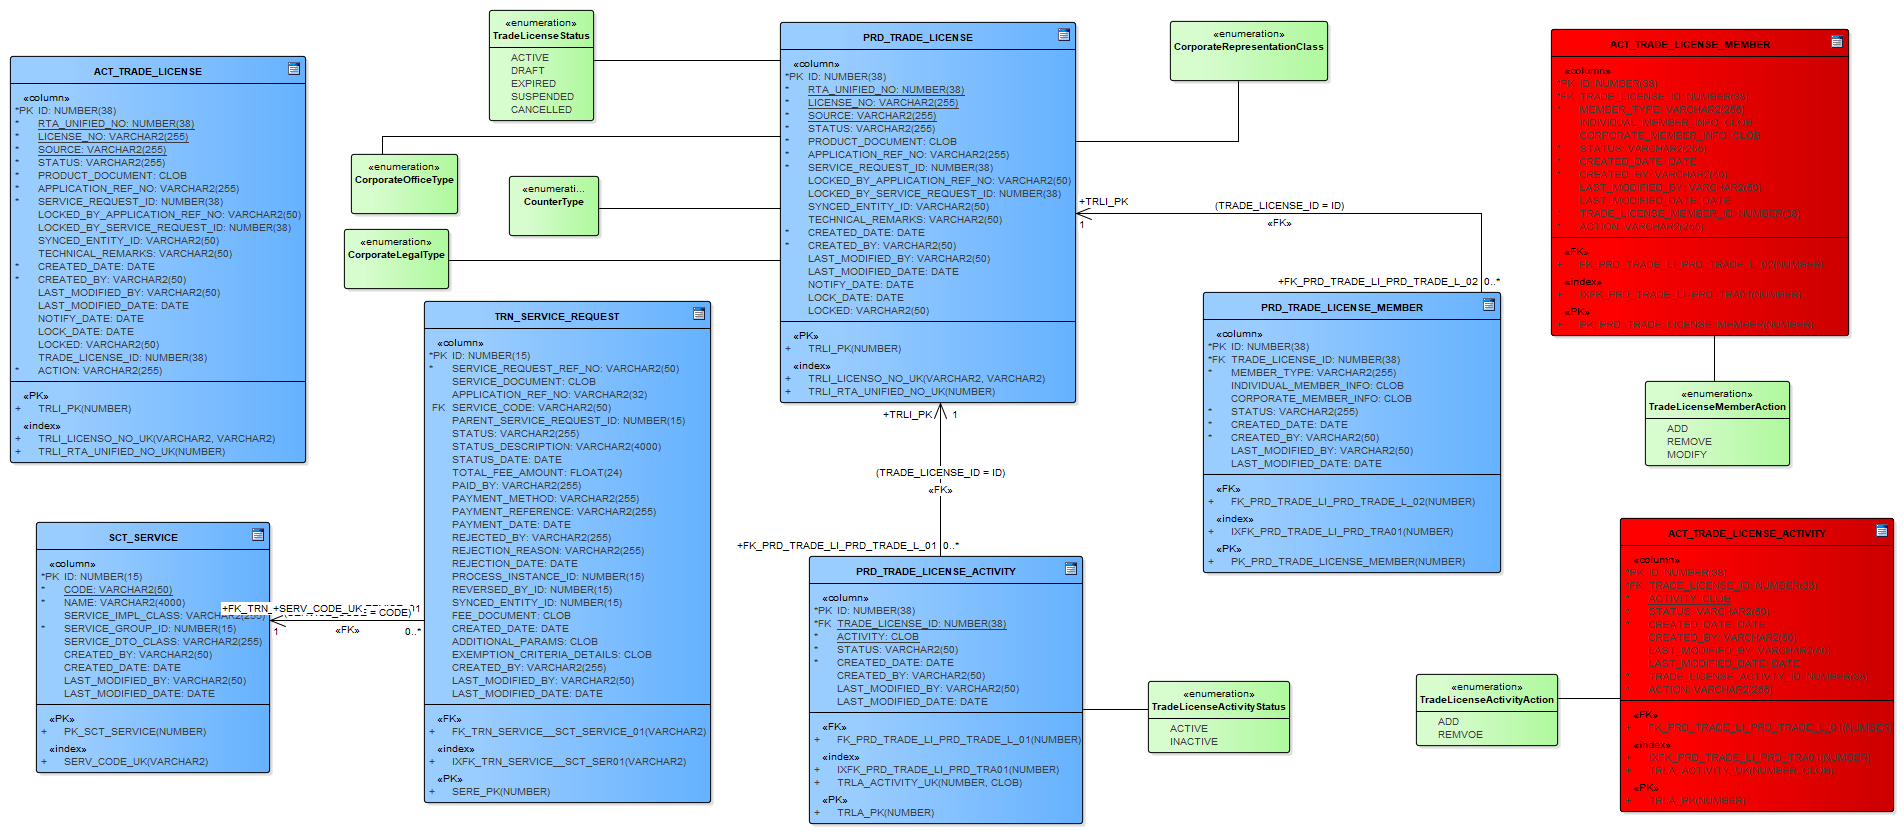 ACT_TRADE_LICENSE
«column»
*PK ID: NUMBER(38)
* RTA_UNIFIED_NO: NUMBER(38)
* LICENSE_NO: VARCHAR2(255)
* SOURCE: VARCHAR2(255)
* STATUS: VARCHAR2(255)
* PRODUCT_DOCUMENT: CLOB
* APPLICATION_REF_NO: VARCHAR2(255)
* SERVICE_REQUEST_ID: NUMBER(38)
LOCKED_BY_APPLICATION_REF_NO: VARCHAR2(50)
LOCKED_BY_SERVICE_REQUEST_ID: NUMBER(38)
SYNCED_ENTITY_ID: VARCHAR2(50)
TECHNICAL_REMARKS: VARCHAR2(50)
* CREATED_DATE: DATE
* CREATED_BY: VARCHAR2(50)
LAST_MODIFIED_BY: VARCHAR2(50)
LAST_MODIFIED_DATE: DATE
NOTIFY_DATE: DATE
LOCK_DATE: DATE
LOCKED: VARCHAR2(50)
TRADE_LICENSE_ID: NUMBER(38)
* ACTION: VARCHAR2(255)
«PK»
+ TRLI_PK(NUMBER)
«index»
+ TRLI_LICENSO_NO_UK(VARCHAR2, VARCHAR2)
+ TRLI_RTA_UNIFIED_NO_UK(NUMBER)
«enumeration»
TradeLicenseStatus
ACTIVE
DRAFT
EXPIRED
SUSPENDED
CANCELLED
«enumeration»
CorporateOfficeType
«enumerati...
CounterType
«enumeration»
CorporateLegalType
PRD_TRADE_LICENSE
«column»
*PK ID: NUMBER(38)
* RTA_UNIFIED_NO: NUMBER(38)
* LICENSE_NO: VARCHAR2(255)
* SOURCE: VARCHAR2(255)
* STATUS: VARCHAR2(255)
* PRODUCT_DOCUMENT: CLOB
* APPLICATION_REF_NO: VARCHAR2(255)
* SERVICE_REQUEST_ID: NUMBER(38)
LOCKED_BY_APPLICATION_REF_NO: VARCHAR2(50)
LOCKED_BY_SERVICE_REQUEST_ID: NUMBER(38)
SYNCED_ENTITY_ID: VARCHAR2(50)
TECHNICAL_REMARKS: VARCHAR2(50)
* CREATED_DATE: DATE
* CREATED_BY: VARCHAR2(50)
LAST_MODIFIED_BY: VARCHAR2(50)
LAST_MODIFIED_DATE: DATE
NOTIFY_DATE: DATE
LOCK_DATE: DATE
LOCKED: VARCHAR2(50)
«PK»
+ TRLI_PK(NUMBER)
«index»
+ TRLI_LICENSO_NO_UK(VARCHAR2, VARCHAR2)
+ TRLI_RTA_UNIFIED_NO_UK(NUMBER)
«enumeration»
CorporateRepresentationClass
+TRLI_PK
1
(TRADE_LICENSE_ID = ID)
«FK»
+FK_PRD_TRADE_LI_PRD_TRADE_L_02 0..*
PRD_TRADE_LICENSE_MEMBER
«column»
*PK ID: NUMBER(38)
*FK TRADE_LICENSE_ID: NUMBER(38)
* MEMBER_TYPE: VARCHAR2(255)
INDIVIDUAL_MEMBER_INFO: CLOB
CORPORATE_MEMBER_INFO: CLOB
* STATUS: VARCHAR2(255)
* CREATED_DATE: DATE
* CREATED_BY: VARCHAR2(50)
LAST_MODIFIED_BY: VARCHAR2(50)
LAST_MODIFIED_DATE: DATE
«FK»
+ FK_PRD_TRADE_LI_PRD_TRADE_L_02(NUMBER)
«index»
+ IXFK_PRD_TRADE_LI_PRD_TRA01(NUMBER)
«PK»
+ PK_PRD_TRADE_LICENSE_MEMBER(NUMBER)
ACT_TRADE_LICENSE_MEMBER
«column»
*PK ID: NUMBER(38)
*FK TRADE_LICENSE_ID: NUMBER(38)
* MEMBER_TYPE: VARCHAR2(255)
INDIVIDUAL_MEMBER_INFO: CLOB
CORPORATE_MEMBER_INFO: CLOB
* STATUS: VARCHAR2(255)
* CREATED_DATE: DATE
* CREATED_BY: VARCHAR2(50)
LAST_MODIFIED_BY: VARCHAR2(50)
LAST_MODIFIED_DATE: DATE
* TRADE_LICENSE_MEMBER_ID: NUMBER(38)
* ACTION: VARCHAR2(255)
«FK»
+ FK_PRD_TRADE_LI_PRD_TRADE_L_02(NUMBER)
«index»
+ IXFK_PRD_TRADE_LI_PRD_TRA01(NUMBER)
«PK»
+ PK_PRD_TRADE_LICENSE_MEMBER(NUMBER)
«enumeration»
TradeLicenseMemberAction
ADD
REMOVE
MODIFY
TRN_SERVICE_REQUEST
«column»
*PK ID: NUMBER(15)
* SERVICE_REQUEST_REF_NO: VARCHAR2(50)
SERVICE_DOCUMENT: CLOB
APPLICATION_REF_NO: VARCHAR2(32)
FK SERVICE_CODE: VARCHAR2(50)
PARENT_SERVICE_REQUEST_ID: NUMBER(15)
STATUS: VARCHAR2(255)
STATUS_DESCRIPTION: VARCHAR2(4000)
STATUS_DATE: DATE
TOTAL_FEE_AMOUNT: FLOAT(24)
PAID_BY: VARCHAR2(255)
PAYMENT_METHOD: VARCHAR2(255)
PAYMENT_REFERENCE: VARCHAR2(255)
PAYMENT_DATE: DATE
REJECTED_BY: VARCHAR2(255)
REJECTION_REASON: VARCHAR2(255)
REJECTION_DATE: DATE
PROCESS_INSTANCE_ID: NUMBER(15)
REVERSED_BY_ID: NUMBER(15)
SYNCED_ENTITY_ID: NUMBER(15)
FEE_DOCUMENT: CLOB
CREATED_DATE: DATE
ADDITIONAL_PARAMS: CLOB
EXEMPTION_CRITERIA_DETAILS: CLOB
CREATED_BY: VARCHAR2(255)
LAST_MODIFIED_BY: VARCHAR2(50)
LAST_MODIFIED_DATE: DATE
«FK»
+ FK_TRN_SERVICE__SCT_SERVICE_01(VARCHAR2)
«index»
+ IXFK_TRN_SERVICE__SCT_SER01(VARCHAR2)
«PK»
+ SERE_PK(NUMBER)
SCT_SERVICE
«column»
*PK ID: NUMBER(15)
* CODE: VARCHAR2(50)
* NAME: VARCHAR2(4000)
SERVICE_IMPL_CLASS: VARCHAR2(255)
* SERVICE_GROUP_ID: NUMBER(15)
SERVICE_DTO_CLASS: VARCHAR2(255)
CREATED_BY: VARCHAR2(50)
CREATED_DATE: DATE
LAST_MODIFIED_BY: VARCHAR2(50)
LAST_MODIFIED_DATE: DATE
«PK»
+ PK_SCT_SERVICE(NUMBER)
«index»
+ SERV_CODE_UK(VARCHAR2)
+FK_TRN_+SERV_CODE_UK
= CODE)
1
«FK»
0..*
+TRLI_PK
1
(TRADE_LICENSE_ID = ID)
«FK»
+FK_PRD_TRADE_LI_PRD_TRADE_L_01 0..*
PRD_TRADE_LICENSE_ACTIVITY
«column»
*PK ID: NUMBER(38)
*FK TRADE_LICENSE_ID: NUMBER(38)
* ACTIVITY: CLOB
* STATUS: VARCHAR2(50)
* CREATED_DATE: DATE
CREATED_BY: VARCHAR2(50)
LAST_MODIFIED_BY: VARCHAR2(50)
LAST_MODIFIED_DATE: DATE
«FK»
+ FK_PRD_TRADE_LI_PRD_TRADE_L_01(NUMBER)
«index»
+ IXFK_PRD_TRADE_LI_PRD_TRA01(NUMBER)
+ TRLA_ACTIVITY_UK(NUMBER, CLOB)
«PK»
+ TRLA_PK(NUMBER)
«enumeration»
TradeLicenseActivityStatus
ACTIVE
INACTIVE
«enumeration»
TradeLicenseActivityAction
ADD
REMVOE
ACT_TRADE_LICENSE_ACTIVITY
«column»
*PK ID: NUMBER(38)
*FK TRADE_LICENSE_ID: NUMBER(38)
* ACTIVITY: CLOB
* STATUS: VARCHAR2(50)
* CREATED_DATE: DATE
CREATED_BY: VARCHAR2(50)
LAST_MODIFIED_BY: VARCHAR2(50)
LAST_MODIFIED_DATE: DATE
* TRADE_LICENSE_ACTIVITY_ID: NUMBER(38)
* ACTION: VARCHAR2(255)
«FK»
+ FK_PRD_TRADE_LI_PRD_TRADE_L_01(NUMBER)
«index»
+ IXFK_PRD_TRADE_LI_PRD_TRA01(NUMBER)
+ TRLA_ACTIVITY_UK(NUMBER, CLOB)
«PK»
+ TRLA_PK(NUMBER)